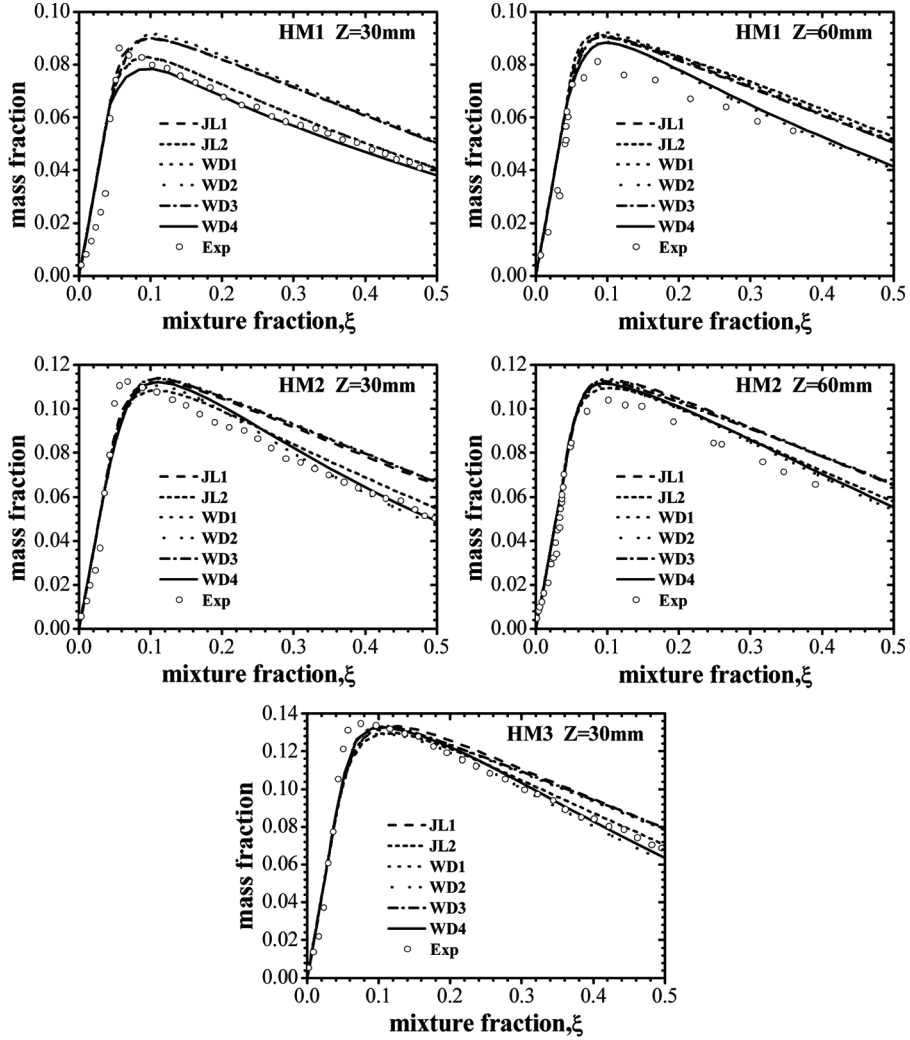 HM1 Z=30mm
0.10
0.08
0.06
0.04
0.02
0.00
mass fraction
JL1
JL2
WD1
WD2
WD3
WD4
Exp
0.0 0.1 0.2 0.3 0.4 0.5
mixture fraction,ξ
HM1 Z=60mm
0.10
0.08
0.06
0.04
0.02
0.00
mass fraction
JL1
JL2
WD1
WD2
WD3
WD4
Exp
0.0 0.1 0.2 0.3 0.4 0.5
mixture fraction,ξ
HM2 Z=30mm
0.12
0.10
0.08
0.06
0.04
0.02
0.00
mass fraction
JL1
JL2
WD1
WD2
WD3
WD4
Exp
0.0 0.1 0.2 0.3 0.4 0.5
mixture fraction,ξ
HM2 Z=60mm
0.12
0.10
0.08
0.06
0.04
0.02
0.00
mass fraction
JL1
JL2
WD1
WD2
WD3
WD4
Exp
0.0 0.1 0.2 0.3 0.4 0.5
mixture fraction,ξ
HM3 Z=30mm
0.14
0.12
0.10
0.08
0.06
0.04
0.02
0.00
mass fraction
JL1
JL2
WD1
WD2
WD3
WD4
Exp
0.0 0.1 0.2 0.3 0.4 0.5
mixture fraction,ξ